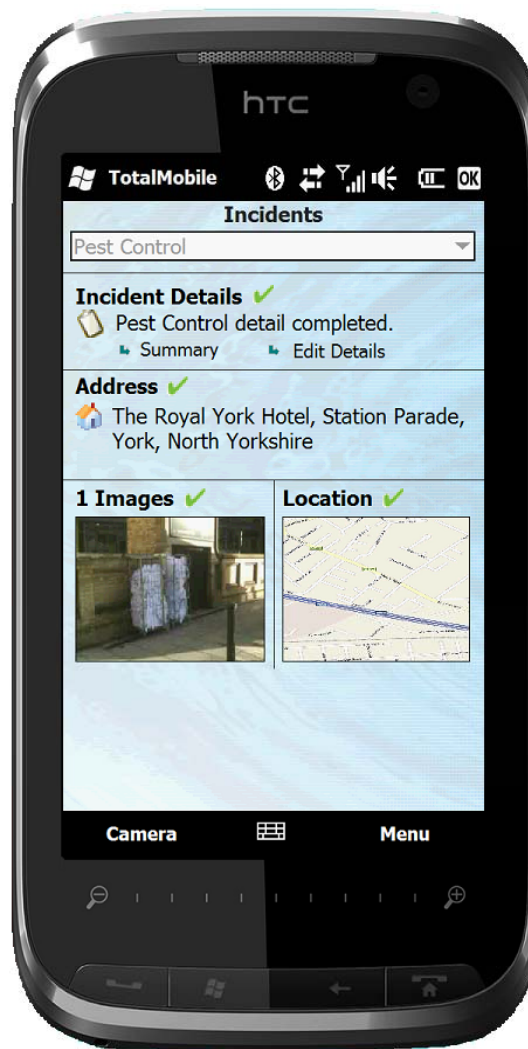 hTC
TotalMobile
OK
Incidents
Pest Control
Incident Details
Pest Control detail completed.
Summary
Edit Details
Address
The Royal York Hotel, Station Parade,
York, North Yorkshire
1 Images
Location
Camera
Menu